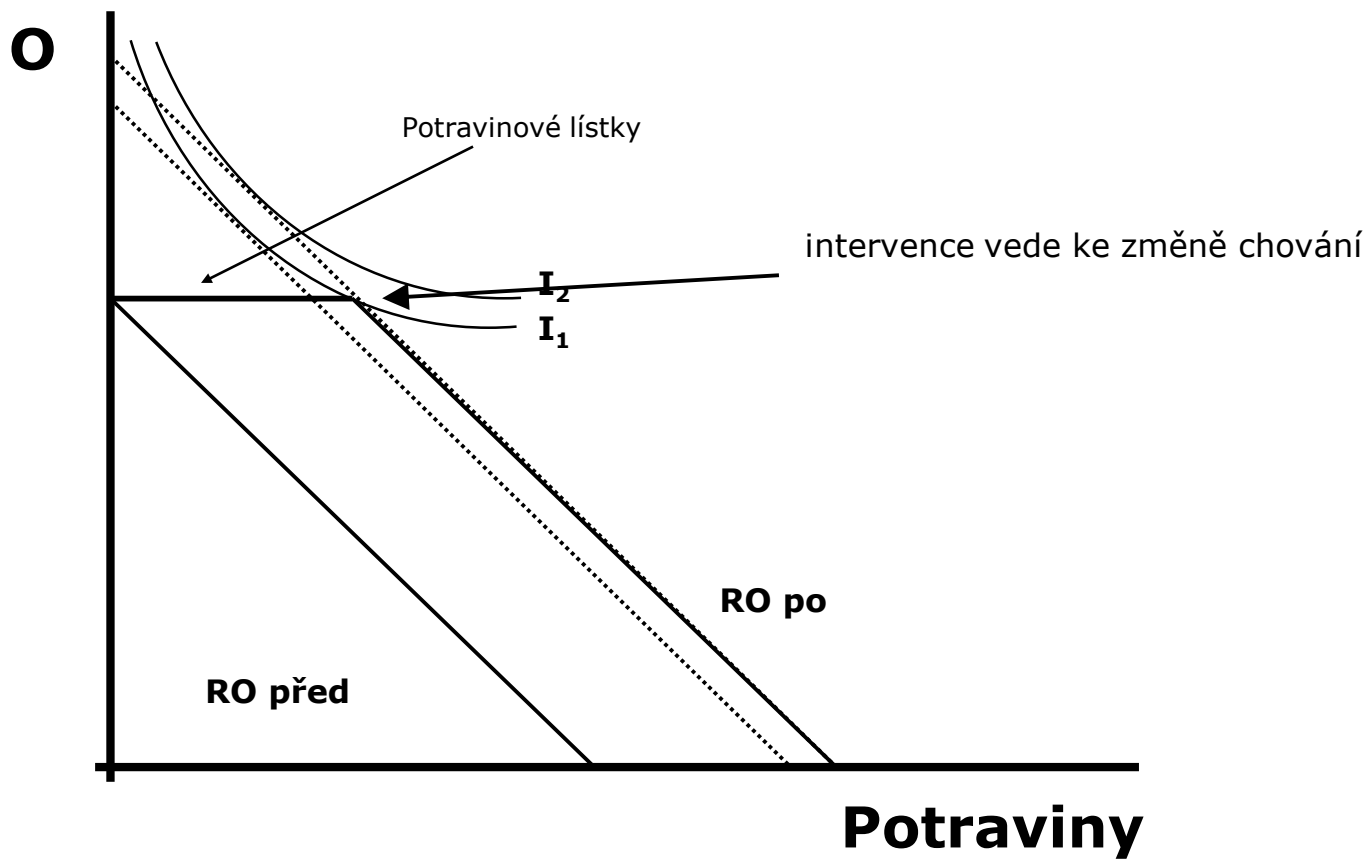 O
Potravinové lístky
intervence vede ke změně chování
I₂
I₁
RO po
RO před
Potraviny